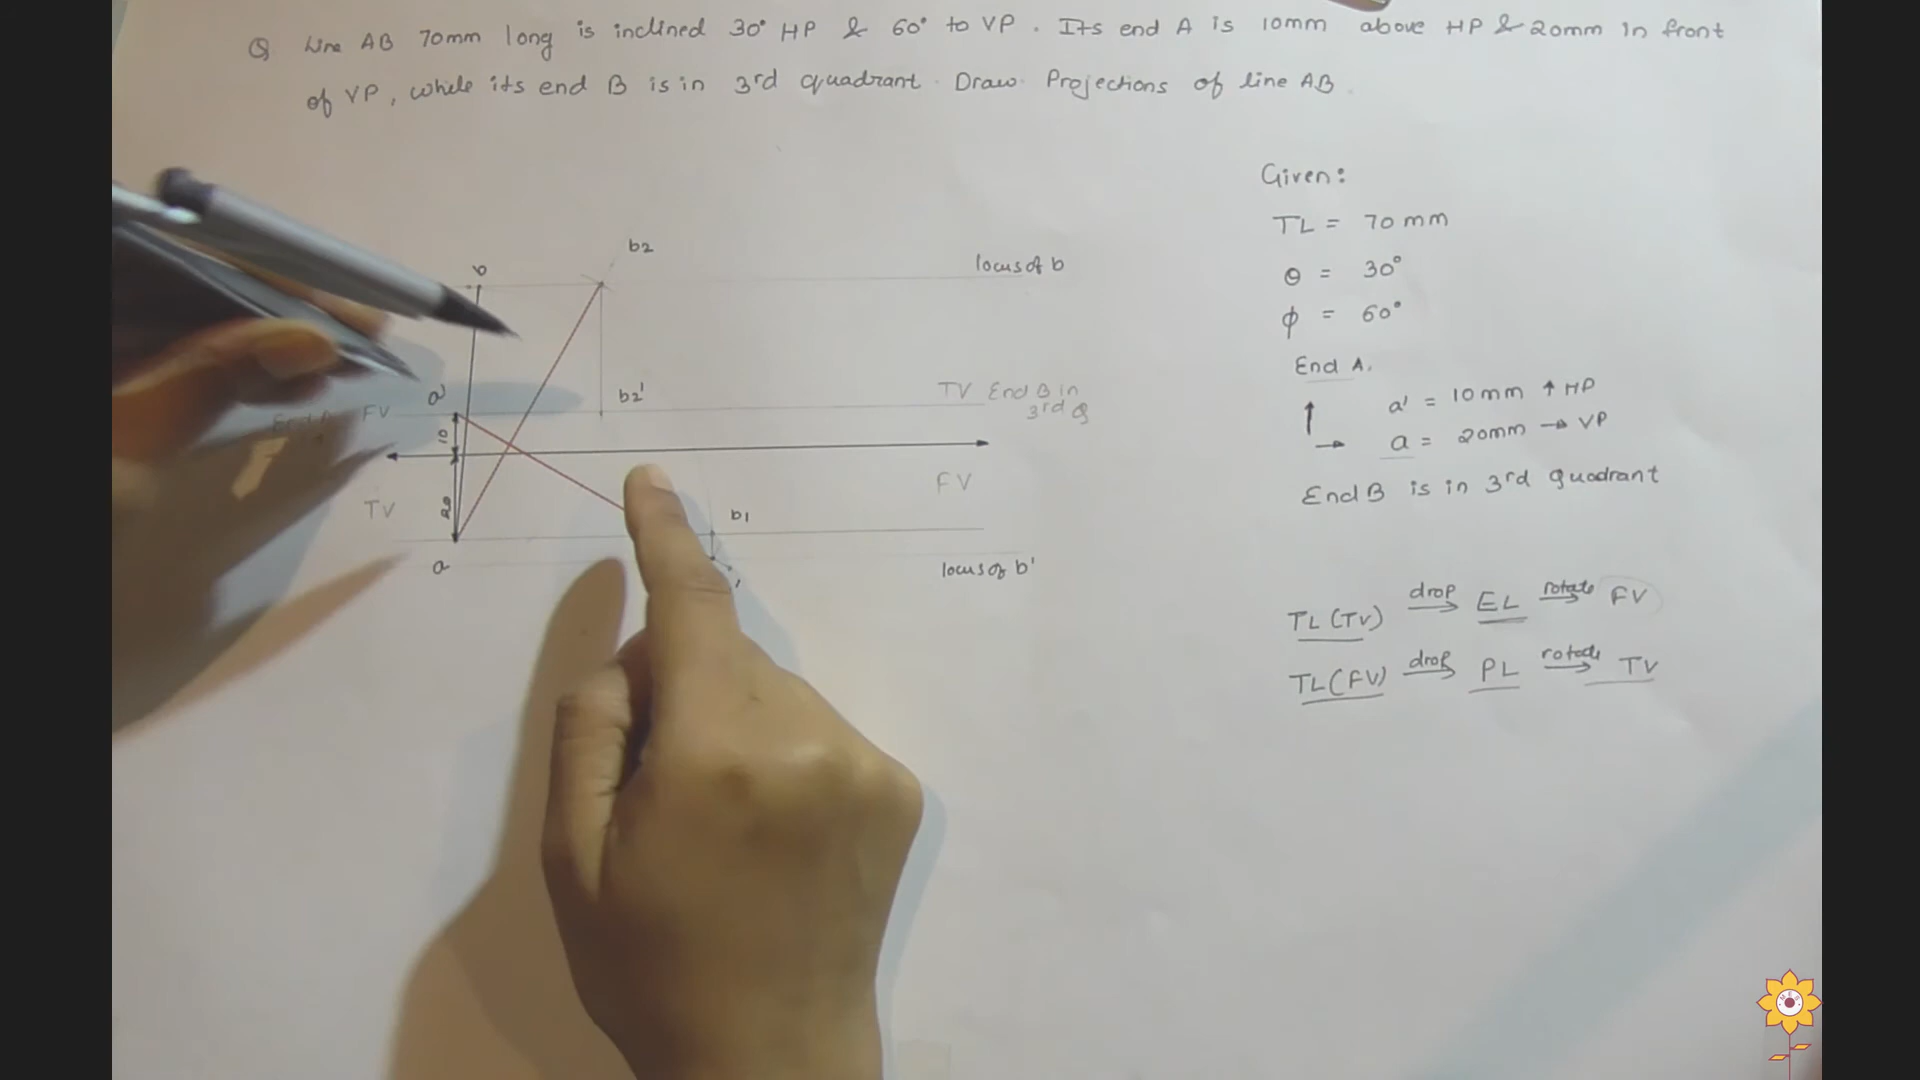 Q Line AB 70mm long is inclined 30° HP & 60° to VP. Its end A is 10mm above HP & 20mm in front
of VP, while its end B is in 3rd quadrant. Draw Projections of line AB.
Given:
TL = 70 mm
θ = 30°
ϕ = 60°
End A.
a' = 10mm ↑ HP
a = 20mm → VP
End B is in 3rd quadrant
TL(TV) drop→ EL rotate→ FV
TL(FV) drop→ PL rotate→ TV
b2
b
locus of b
a'
FV
b2'
TV End B in
3rd Q
10
20
TV
FV
b1
a
locus of b'